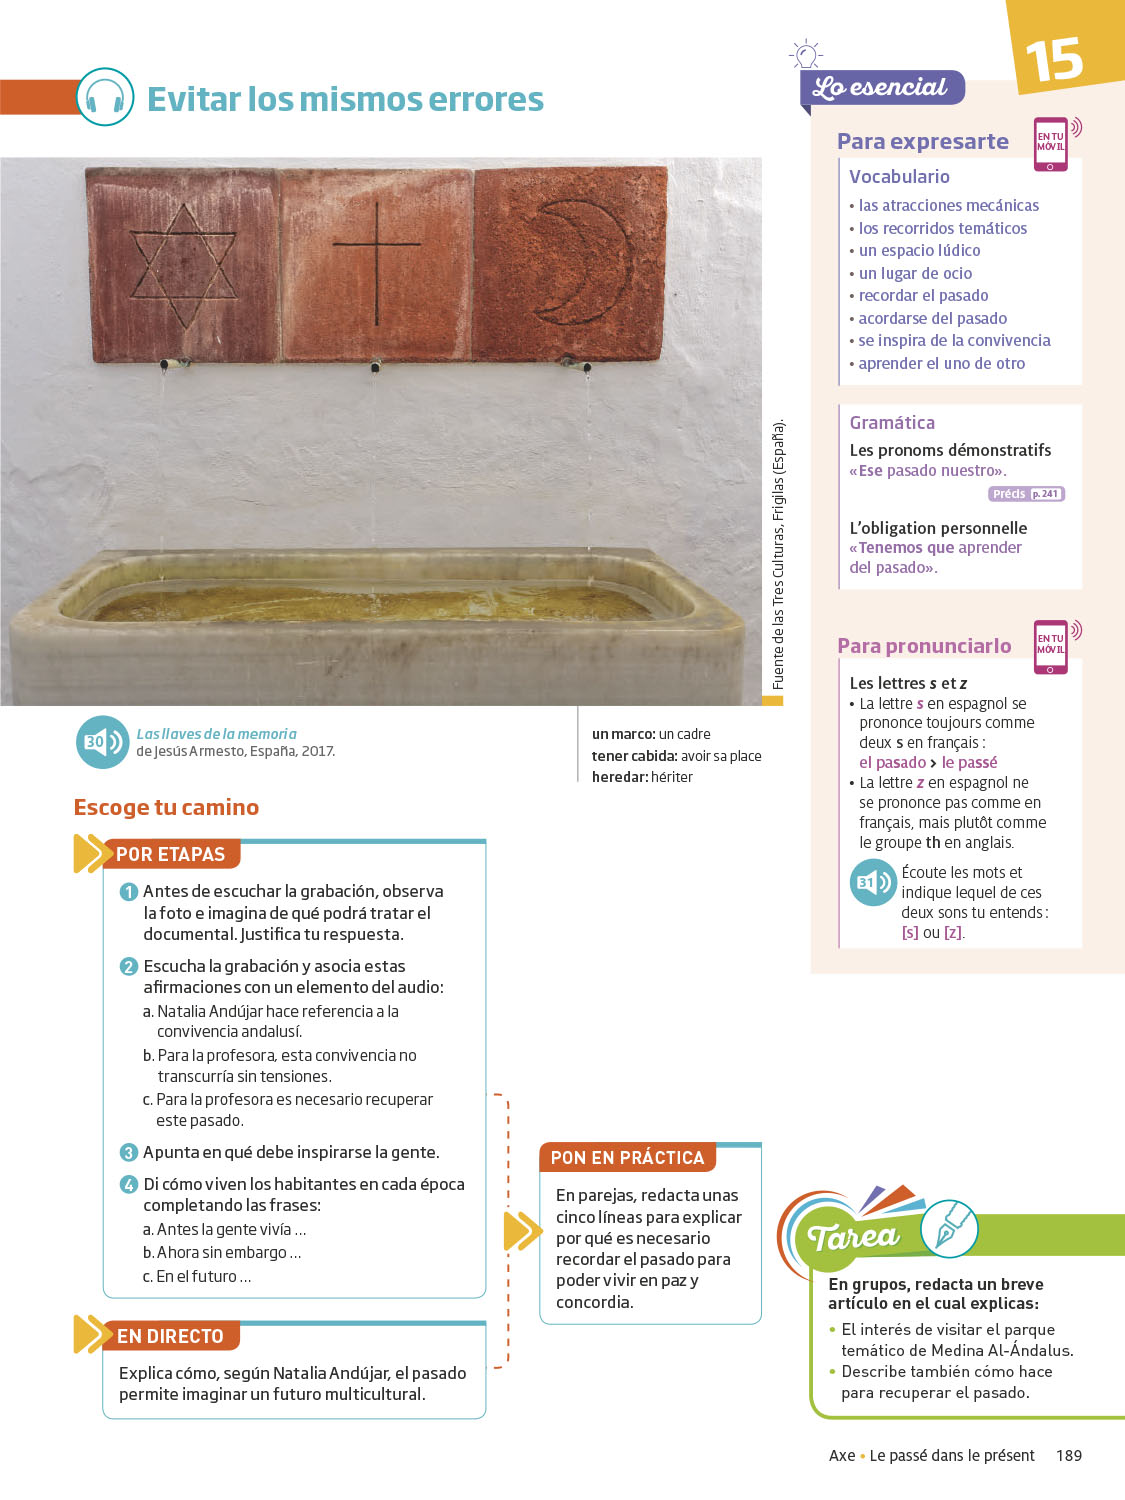 15
Evitar los mismos errores
Fuente de las Tres Culturas, Frigilas (España).
30
Las llaves de la memoria
de Jesús Armesto, España, 2017.
un marco: un cadre
tener cabida: avoir sa place
heredar: hériter
Escoge tu camino
POR ETAPAS
1 Antes de escuchar la grabación, observa
la foto e imagina de qué podrá tratar el
documental. Justifica tu respuesta.
2 Escucha la grabación y asocia estas
afirmaciones con un elemento del audio:
a. Natalia Andújar hace referencia a la
convivencia andalusí.
b. Para la profesora, esta convivencia no
transcurría sin tensiones.
c. Para la profesora es necesario recuperar
este pasado.
3 Apunta en qué debe inspirarse la gente.
4 Di cómo viven los habitantes en cada época
completando las frases:
a. Antes la gente vivía ...
b. Ahora sin embargo ...
c. En el futuro ...
EN DIRECTO
Explica cómo, según Natalia Andújar, el pasado
permite imaginar un futuro multicultural.
PON EN PRÁCTICA
En parejas, redacta unas
cinco líneas para explicar
por qué es necesario
recordar el pasado para
poder vivir en paz y
concordia.
Lo esencial
Para expresarte
EN TU
MÓVIL
Vocabulario
• las atracciones mecánicas
• los recorridos temáticos
• un espacio lúdico
• un lugar de ocio
• recordar el pasado
• acordarse del pasado
• se inspira de la convivencia
• aprender el uno de otro
Gramática
Les pronoms démonstratifs
«Ese pasado nuestro».
Précis p. 241
L'obligation personnelle
«Tenemos que aprender
del pasado».
Para pronunciarlo
EN TU
MÓVIL
Les lettres s et z
• La lettre s en espagnol se
prononce toujours comme
deux s en français :
el pasado > le passé
• La lettre z en espagnol ne
se prononce pas comme en
français, mais plutôt comme
le groupe th en anglais.
31
Écoute les mots et
indique lequel de ces
deux sons tu entends :
[s] ou [z].
Tarea
En grupos, redacta un breve
artículo en el cual explicas:
• El interés de visitar el parque
temático de Medina Al-Ándalus.
• Describe también cómo hace
para recuperar el pasado.
Axe • Le passé dans le présent 189